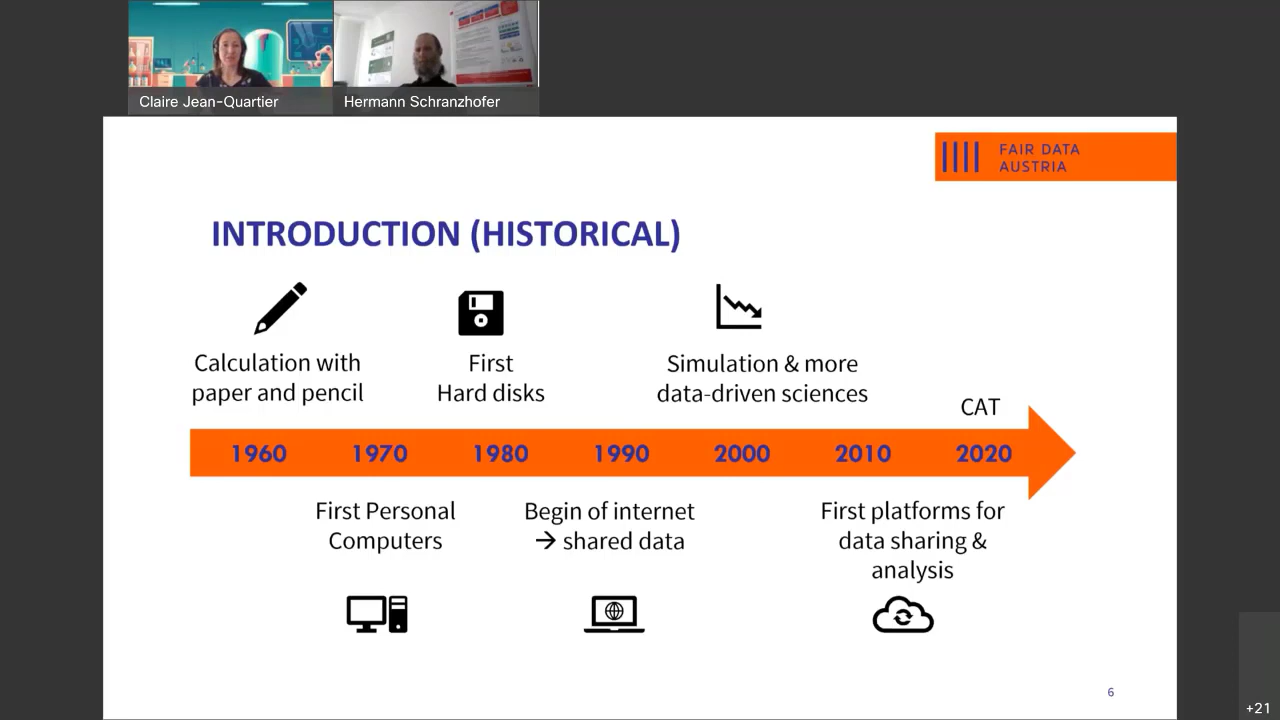 Claire Jean-Quartier
Hermann Schranzhofer
FAIR DATA
AUSTRIA
INTRODUCTION (HISTORICAL)
Calculation with
paper and pencil
First
Hard disks
Simulation & more
data-driven sciences
CAT
1960 1970 1980 1990 2000 2010 2020
First Personal
Computers
Begin of internet
→ shared data
First platforms for
data sharing &
analysis
6
+21